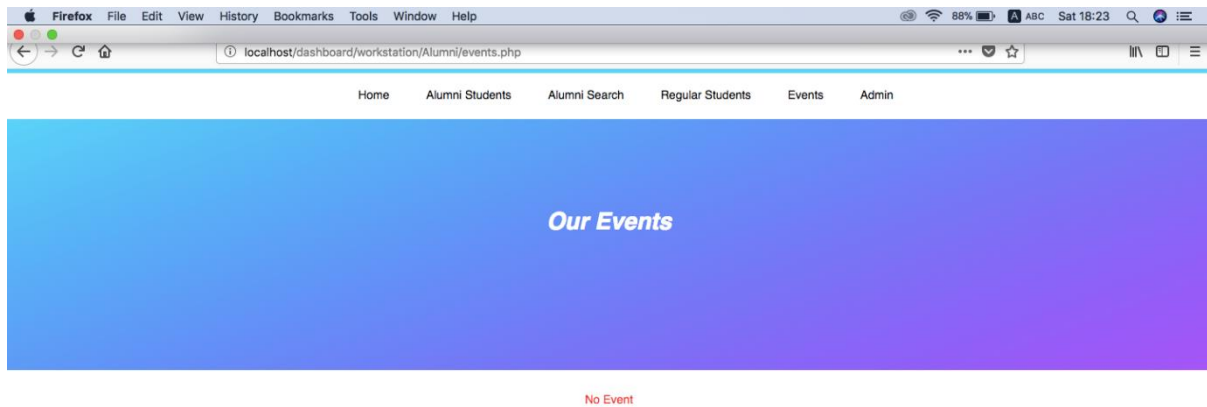 Firefox File Edit View History Bookmarks Tools Window Help 88% A ABC Sat 18:23
localhost/dashboard/workstation/Alumni/events.php
Home Alumni Students Alumni Search Regular Students Events Admin
Our Events
No Event